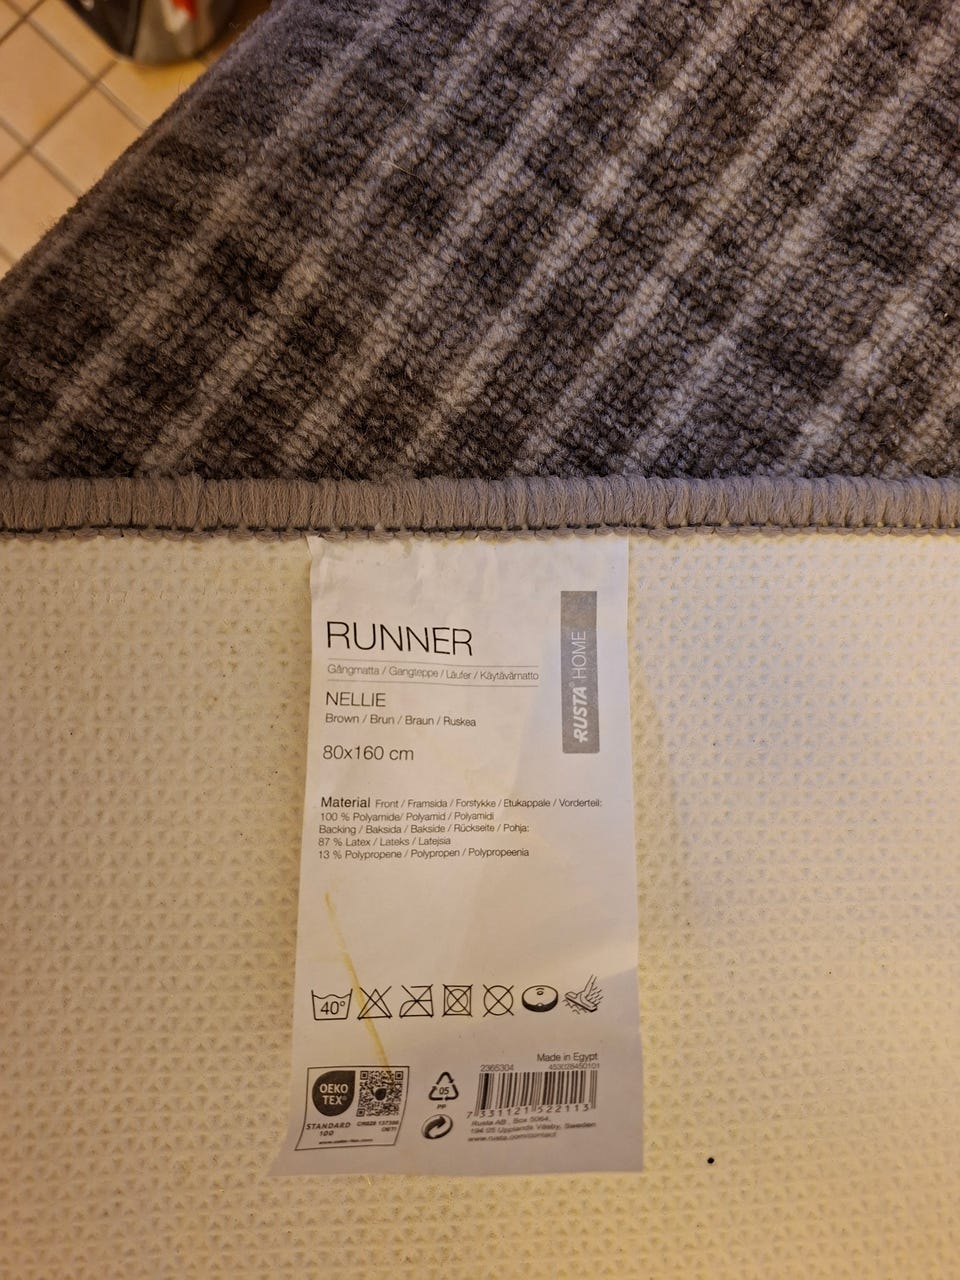 RUNNER
Gångmatta / Gangteppe / Läufer / Käytävämatto
RUSTA® HOME
NELLIE
Brown / Brun / Braun / Ruskea
80x160 cm
Material Front / Framsida / Forstykke / Etukappale / Vorderteil:
100 % Polyamide/ Polyamid / Polyamidi
Backing / Baksida / Bakside / Rückseite / Pohja:
87 % Latex / Lateks / Lateksia
13 % Polypropene / Polypropen / Polypropeenia
40°
Made in Egypt
2365304 453028450101
OEKO
TEX®
STANDARD
100
05
PP
7 331121 522113
Rusta AB, Box 5064,
194 05 Upplands Väsby, Sweden
www.rusta.com/contact